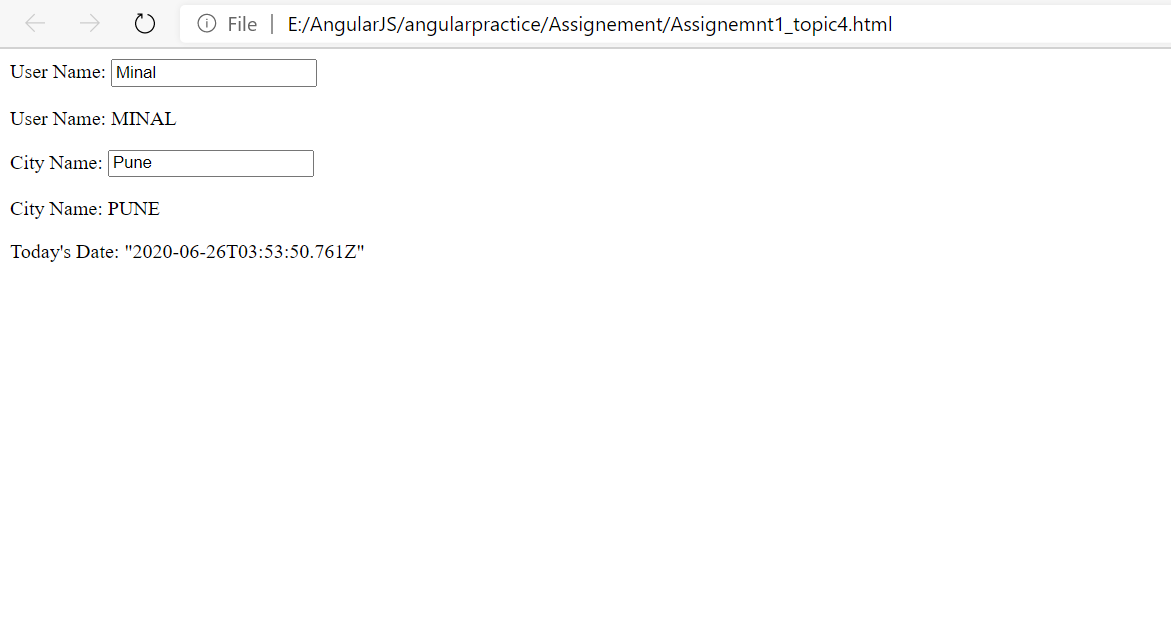 File | E:/AngularJS/angularpractice/Assignement/Assignemnt1_topic4.html
User Name: Minal
User Name: MINAL
City Name: Pune
City Name: PUNE
Today's Date: "2020-06-26T03:53:50.761Z"